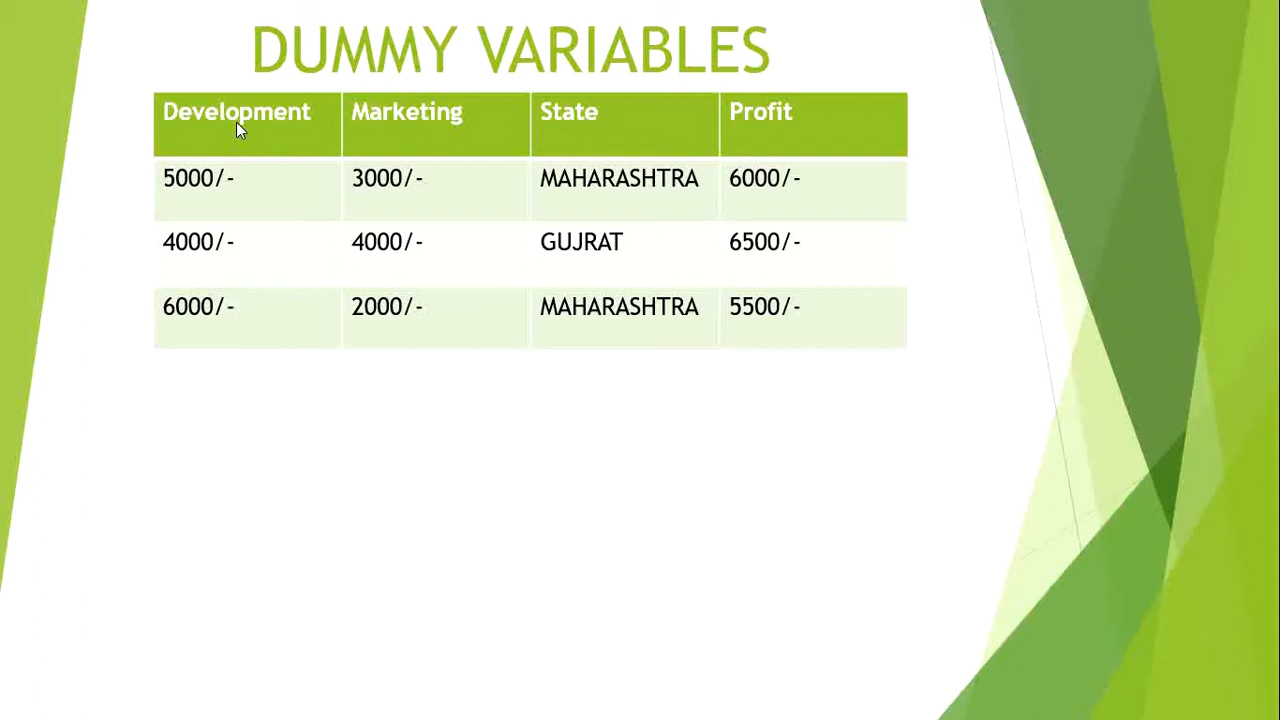 DUMMY VARIABLES
Development Marketing State Profit
5000/- 3000/- MAHARASHTRA 6000/-
4000/- 4000/- GUJRAT 6500/-
6000/- 2000/- MAHARASHTRA 5500/-